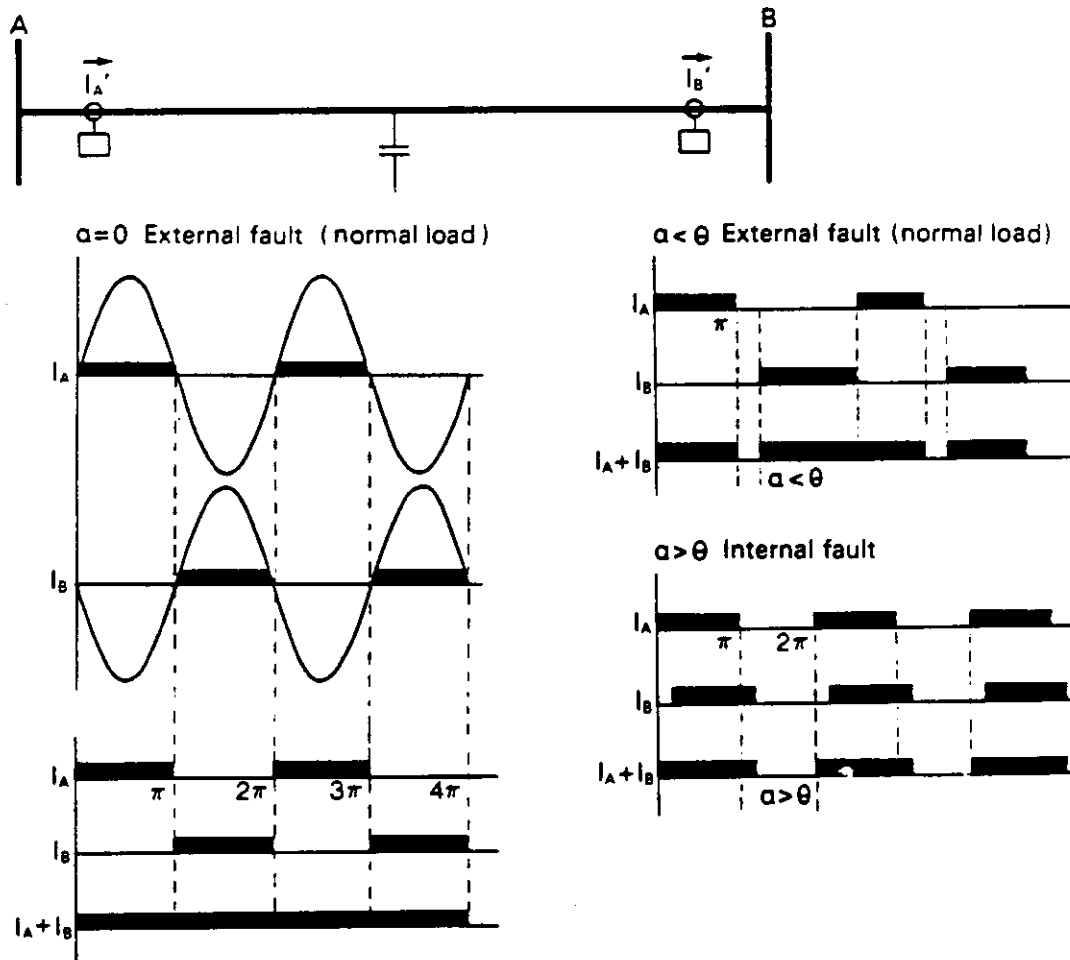 A
B
I_A'
I_B'
α=0 External fault (normal load)
I_A
I_B
I_A
π 2π 3π 4π
I_B
I_A+I_B
α<θ External fault (normal load)
I_A
π
I_B
I_A+I_B
α<θ
α>θ Internal fault
I_A
π 2π
I_B
I_A+I_B
α>θ